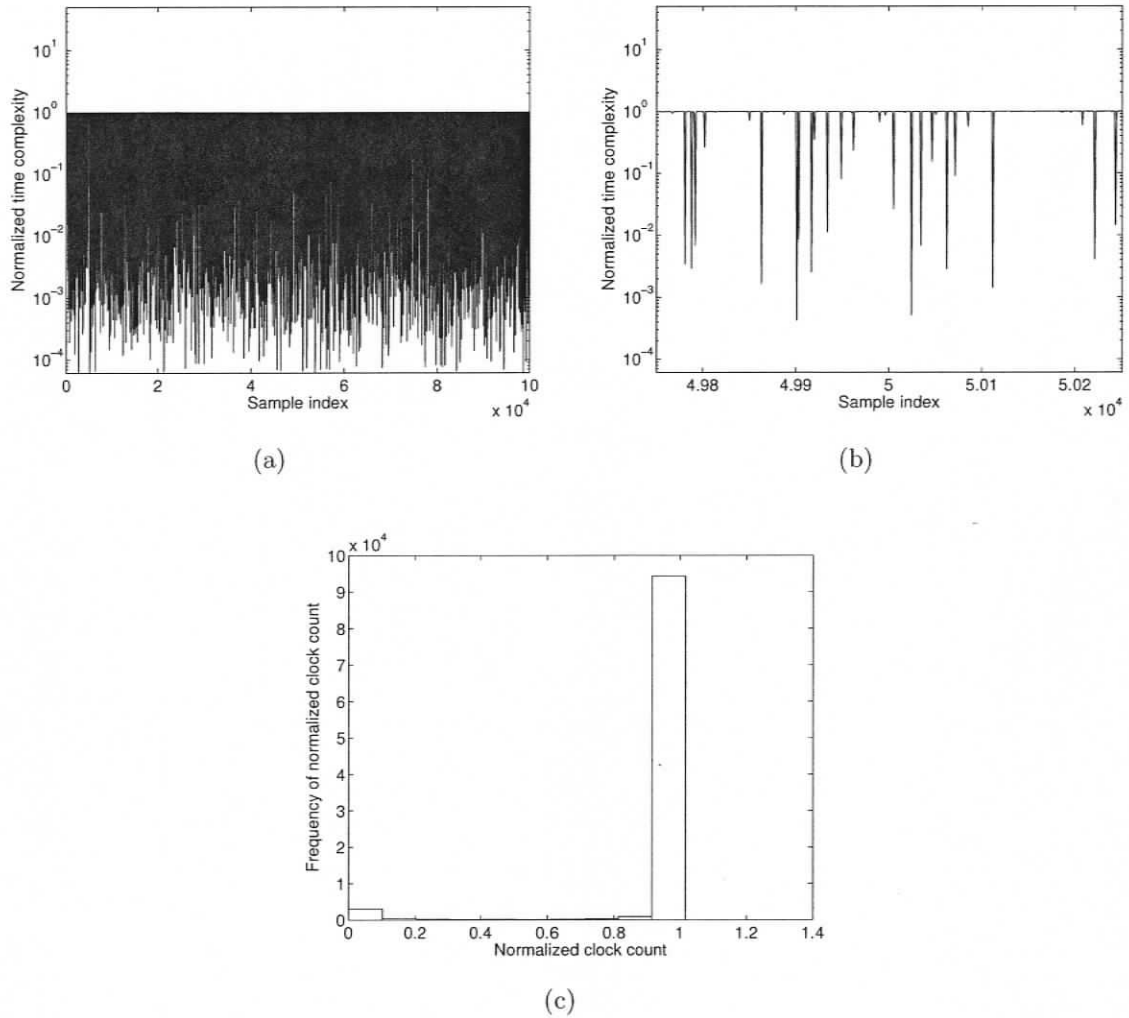 10^1
10^0
10^-1
10^-2
10^-3
10^-4
Normalized time complexity
0 2 4 6 8 10
Sample index
x 10^4
(a)
10^1
10^0
10^-1
10^-2
10^-3
10^-4
Normalized time complexity
4.98 4.99 5 5.01 5.02
Sample index
x 10^4
(b)
x 10^4
10
9
8
7
6
5
4
3
2
1
0
Frequency of normalized clock count
0 0.2 0.4 0.6 0.8 1 1.2 1.4
Normalized clock count
(c)